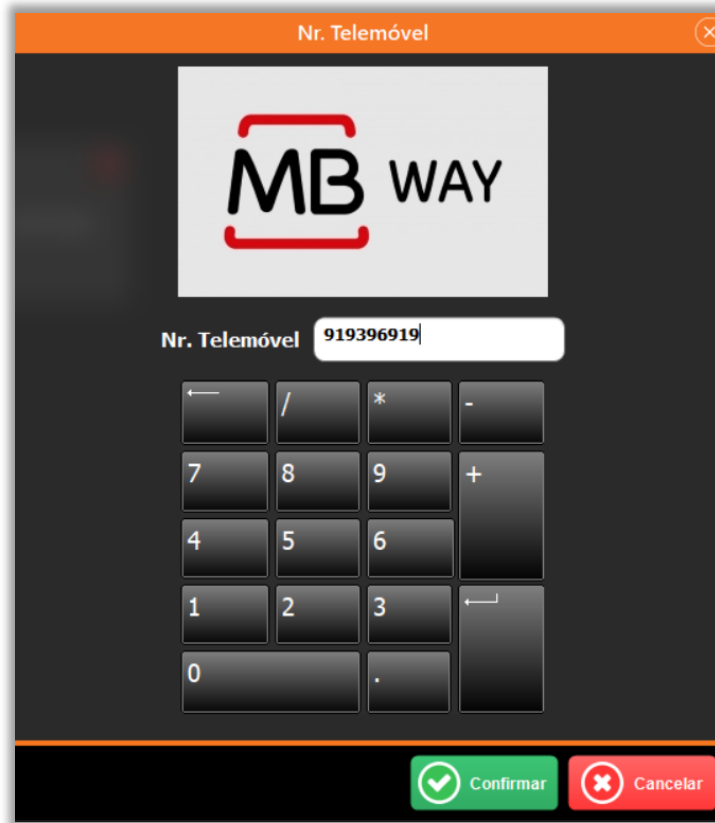 Nr. Telemóvel
MB WAY
Nr. Telemóvel 919396919
← / * -
7 8 9 +
4 5 6
1 2 3 ↵
0 .
Confirmar Cancelar